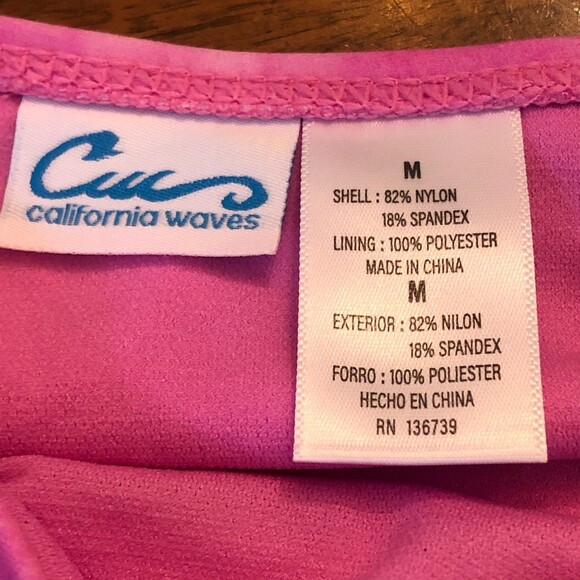 california waves
M
SHELL : 82% NYLON
18% SPANDEX
LINING : 100% POLYESTER
MADE IN CHINA
M
EXTERIOR : 82% NILON
18% SPANDEX
FORRO : 100% POLIESTER
HECHO EN CHINA
RN 136739